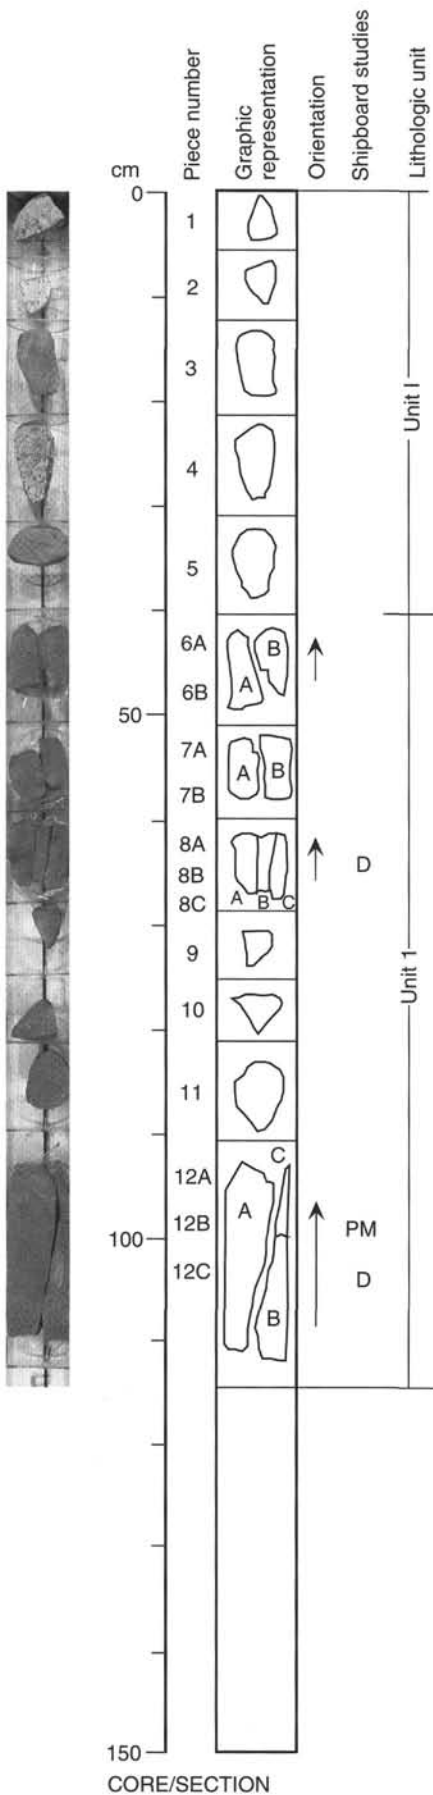 cm
Piece number
Graphic
representation
Orientation
Shipboard studies
Lithologic unit
0
1
2
3
4
5
Unit I
6A
6B
A
B
50
7A
7B
A
B
8A
8B
8C
A
B
C
D
9
10
Unit 1
11
12A
12B
12C
A
C
B
100
PM
D
150
CORE/SECTION